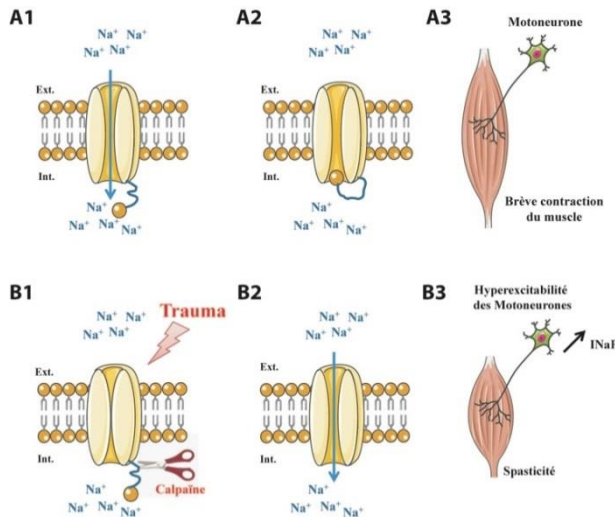 A1
Na⁺ Na⁺
Na⁺ Na⁺
Ext.
Int.
Na⁺
Na⁺ Na⁺ Na⁺
A2
Na⁺ Na⁺
Na⁺ Na⁺
Ext.
Int.
Na⁺
Na⁺ Na⁺ Na⁺
A3
Motoneurone
Brève contraction
du muscle
B1
Trauma
Na⁺ Na⁺
Na⁺ Na⁺
Ext.
Int.
Calpaïne
Na⁺
Na⁺ Na⁺ Na⁺
B2
Na⁺ Na⁺
Na⁺ Na⁺
Ext.
Int.
Na⁺
Na⁺ Na⁺ Na⁺
B3
Hyperexcitabilité
des Motoneurones
Spasticité